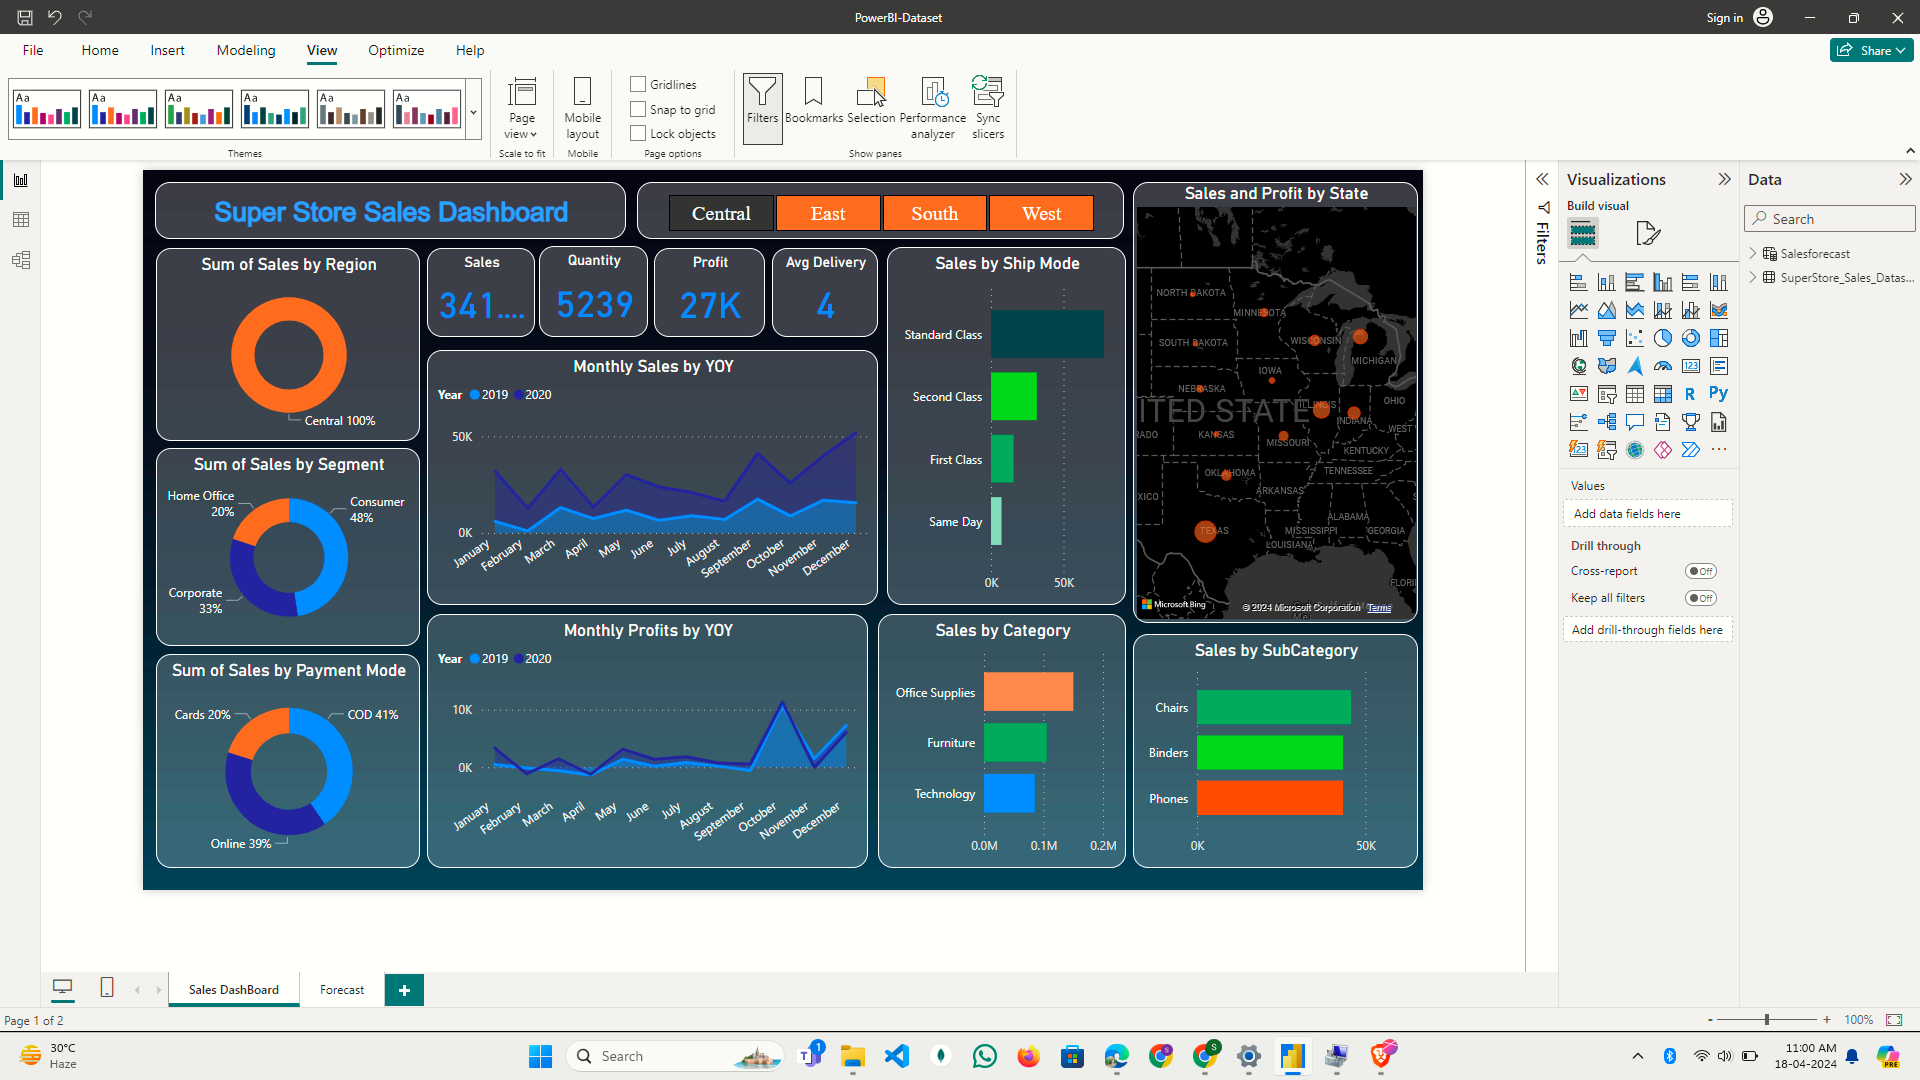 PowerBI-Dataset
Sign in
File
Home
Insert
Modeling
View
Optimize
Help
Share
Aa
Aa
Aa
Aa
Aa
Aa
Themes
Page view
Scale to fit
Mobile layout
Mobile
Gridlines
Snap to grid
Lock objects
Page options
Filters
Bookmarks
Selection
Performance analyzer
Sync slicers
Show panes
Super Store Sales Dashboard
Central
East
South
West
Sum of Sales by Region
Central 100%
Sales
341....
Quantity
5239
Profit
27K
Avg Delivery
4
Sum of Sales by Segment
Home Office
20%
Consumer
48%
Corporate
33%
Sum of Sales by Payment Mode
Cards 20%
COD 41%
Online 39%
Monthly Sales by YOY
Year 2019 2020
50K
0K
January
February
March
April
May
June
July
August
September
October
November
December
Monthly Profits by YOY
Year 2019 2020
10K
0K
January
February
March
April
May
June
July
August
September
October
November
December
Sales by Ship Mode
Standard Class
Second Class
First Class
Same Day
0K
50K
Sales by Category
Office Supplies
Furniture
Technology
0.0M
0.1M
0.2M
Sales and Profit by State
NORTH DAKOTA
MINNESOTA
SOUTH DAKOTA
WISCONSIN
MICHIGAN
IOWA
NEBRASKA
ITED STATE
ILLINOIS
INDIANA
OHIO
RADO
KANSAS
MISSOURI
WEST
KENTUCKY
OKLAHOMA
TENNESSEE
XICO
ARKANSAS
ALABAMA
TEXAS
MISSISSIPPI
GEORGIA
LOUISIANA
FLORI
Microsoft Bing
© 2024 Microsoft Corporation Terms
Sales by SubCategory
Chairs
Binders
Phones
0K
50K
Filters
Visualizations
Build visual
123
R
Py
123
Values
Add data fields here
Drill through
Cross-report
Off
Keep all filters
Off
Add drill-through fields here
Data
Search
Salesforecast
SuperStore_Sales_Datas...
Sales DashBoard
Forecast
Page 1 of 2
- + 100%
30°C
Haze
Search
1
S
S
11:00 AM
18-04-2024
PRE